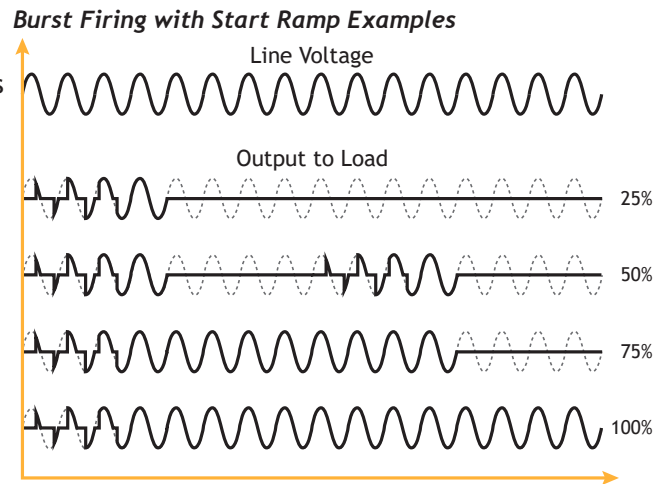 Burst Firing with Start Ramp Examples
Line Voltage
s
Output to Load
25%
50%
75%
100%